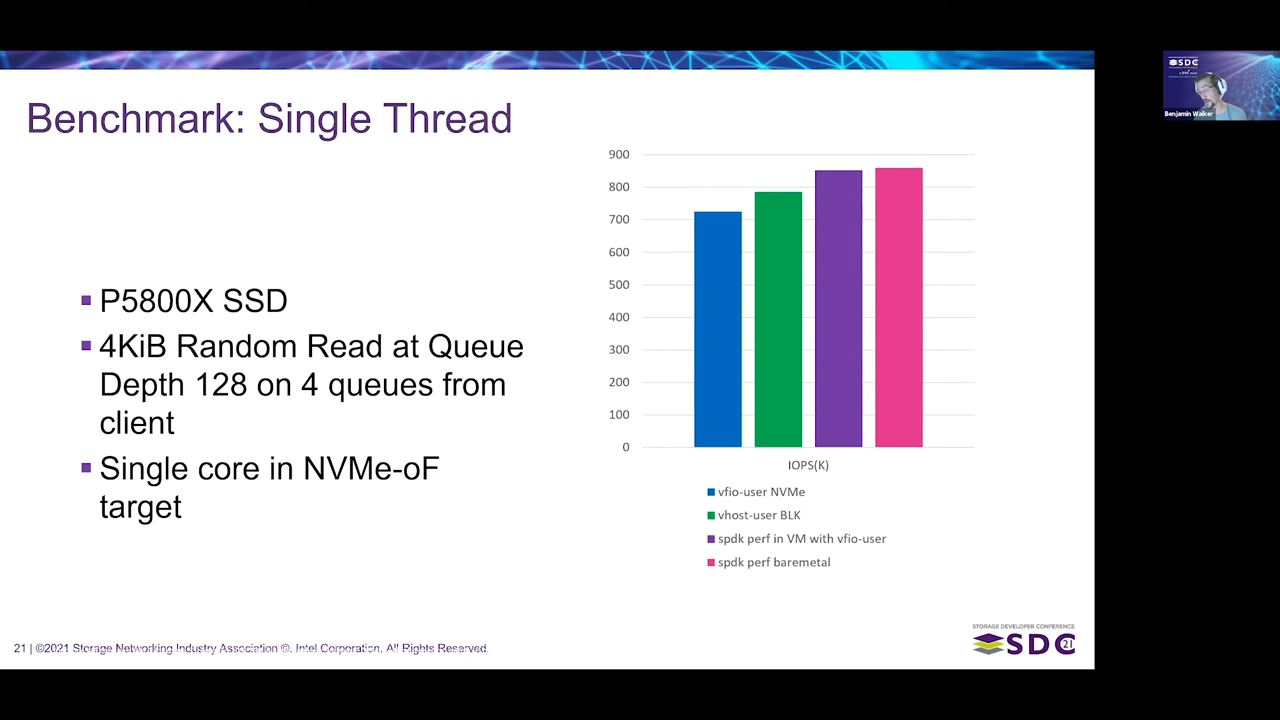 Benchmark: Single Thread
P5800X SSD
4KiB Random Read at Queue
Depth 128 on 4 queues from
client
Single core in NVMe-oF
target
900
800
700
600
500
400
300
200
100
0
IOPS(K)
vfio-user NVMe
vhost-user BLK
spdk perf in VM with vfio-user
spdk perf baremetal
21 | ©2021 Storage Networking Industry Association ©. Intel Corporation. All Rights Reserved.
STORAGE DEVELOPER CONFERENCE
SDC
21
SDC
Benjamin Walker